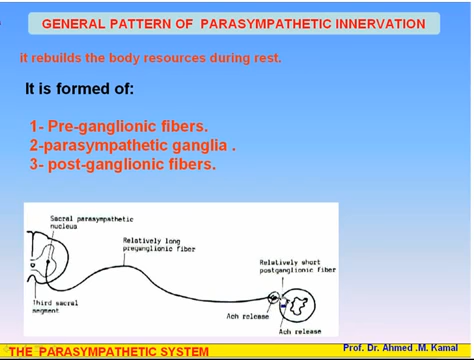 GENERAL PATTERN OF PARASYMPATHETIC INNERVATION
it rebuilds the body resources during rest.
It is formed of:
1- Pre-ganglionic fibers.
2-parasympathetic ganglia .
3- post-ganglionic fibers.
Sacral parasympathetic
nucleus
Relatively long
preganglionic fiber
Relatively short
postganglionic fiber
Third sacral
segment
Ach release
Ach release
THE PARASYMPATHETIC SYSTEM
Prof. Dr. Ahmed .M. Kamal